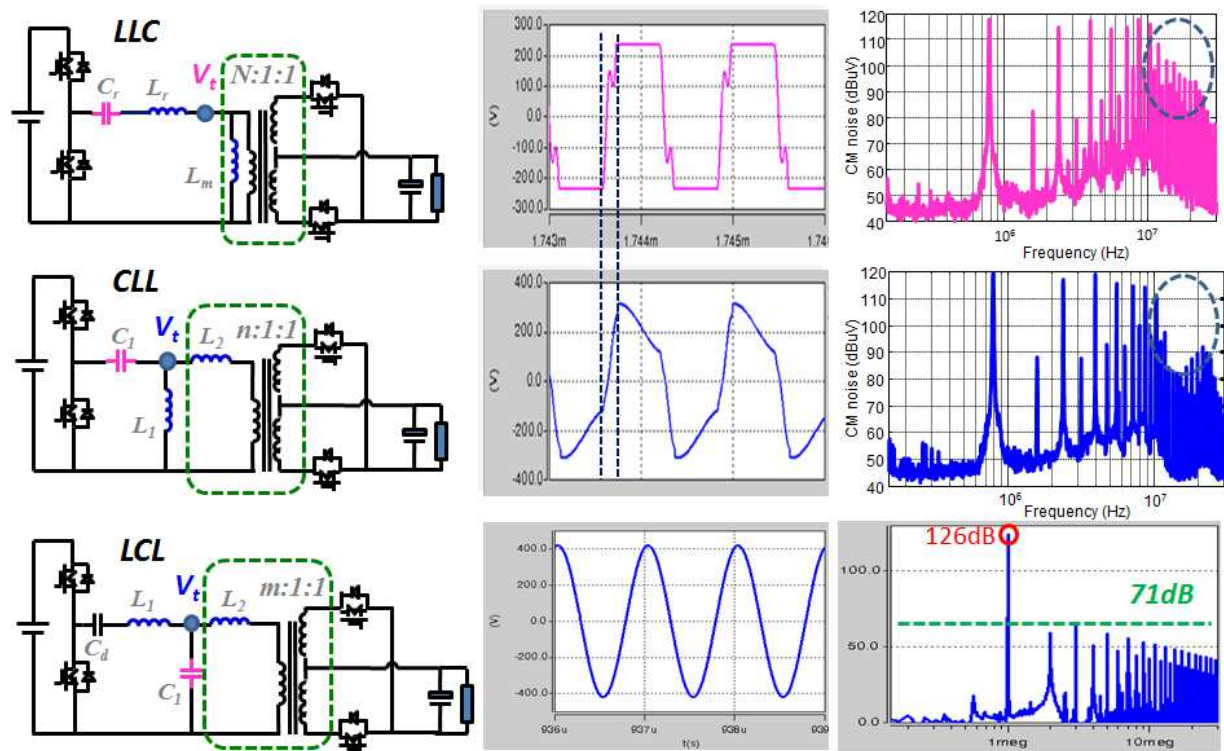 LLC
Cr
Lr
Vt
N:1:1
Lm
300.0
200.0
100.0
0.0
-100.0
-200.0
300.0
(V)
1.743m
1.744m
1.745m
CM noise (dBuV)
120
110
100
90
80
70
60
50
40
10⁶
10⁷
Frequency (Hz)
CLL
C1
Vt
L2
n:1:1
L1
400.0
200.0
0.0
-200.0
400.0
(V)
CM noise (dBuV)
120
110
100
90
80
70
60
50
40
10⁶
10⁷
Frequency (Hz)
LCL
L1
Vt
L2
m:1:1
Cd
C1
400.0
200.0
0.0
-200.0
-400.0
(V)
936u
937u
938u
939
t(s)
126dB
71dB
100.0
50.0
0.0
1meg
10meg